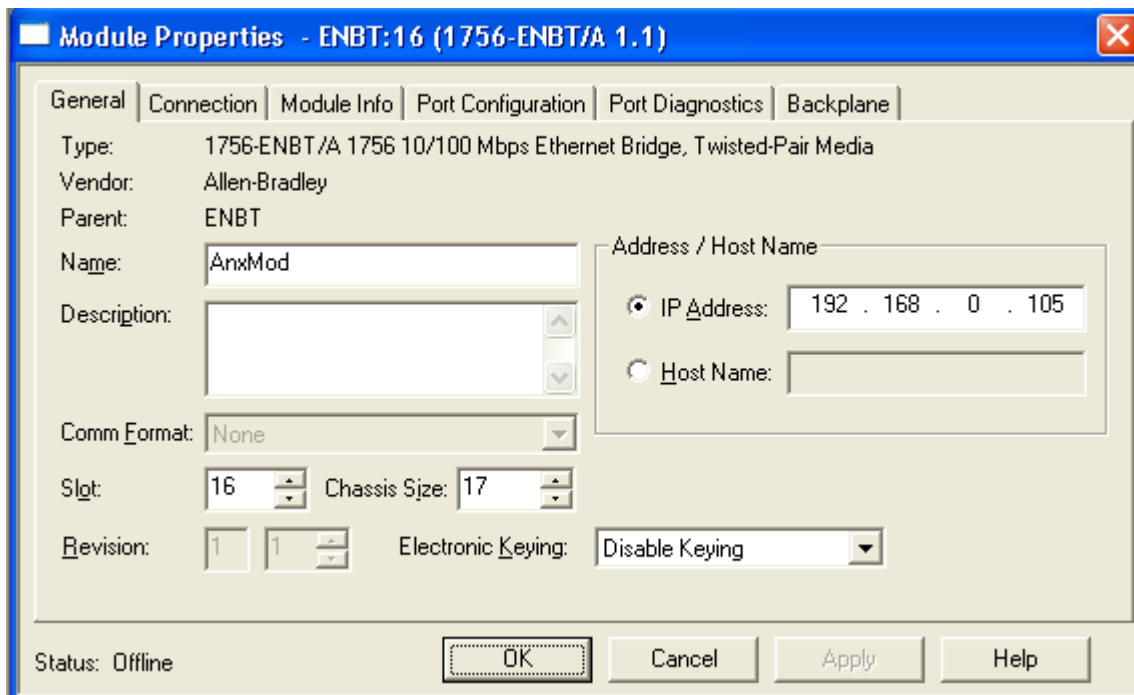 Module Properties - ENBT:16 (1756-ENBT/A 1.1)
General Connection Module Info Port Configuration Port Diagnostics Backplane
Type: 1756-ENBT/A 1756 10/100 Mbps Ethernet Bridge, Twisted-Pair Media
Vendor: Allen-Bradley
Parent: ENBT
Name: AnxMod
Address / Host Name
Description:
IP Address: 192 . 168 . 0 . 105
Host Name:
Comm Format: None
Slot: 16 Chassis Size: 17
Revision: 1 1 Electronic Keying: Disable Keying
Status: Offline OK Cancel Apply Help